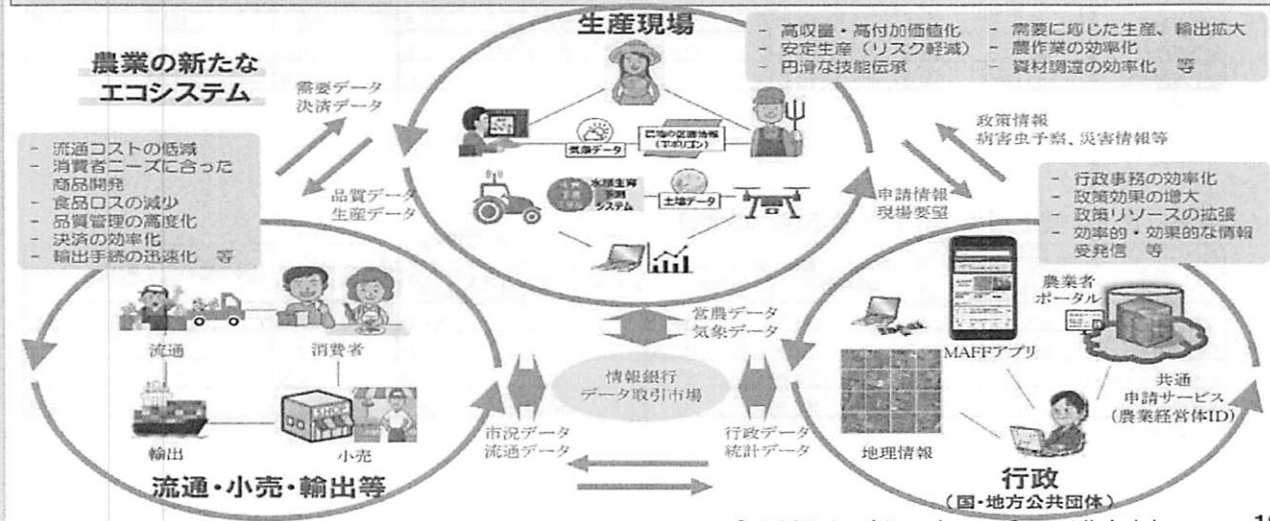 生産現場
- 高収量・高付加価値化
- 安定生産(リスク軽減)
- 円滑な技能伝承
- 需要に応じた生産、輸出拡大
- 農作業の効率化
- 資材調達の効率化 等
農業の新たな
エコシステム
需要データ
決済データ
- 流通コストの低減
- 消費者ニーズに合った
商品開発
- 食品ロスの減少
- 品質管理の高度化
- 決済の効率化
- 輸出手続の迅速化 等
品質データ
生産データ
気象データ
農地の区画情報
(筆ポリゴン)
水稲生育
予測
システム
土壌データ
政策情報
病害虫予察、災害情報等
申請情報
現場要望
- 行政事務の効率化
- 政策効果の増大
- 政策リソースの拡張
- 効率的・効果的な情報
受発信 等
流通
消費者
輸出
小売
流通・小売・輸出等
営農データ
気象データ
情報銀行
データ取引市場
市況データ
流通データ
行政データ
統計データ
MAFFアプリ
農業者
ポータル
共通
申請サービス
(農業経営体ID)
地理情報
行政
(国・地方公共団体)